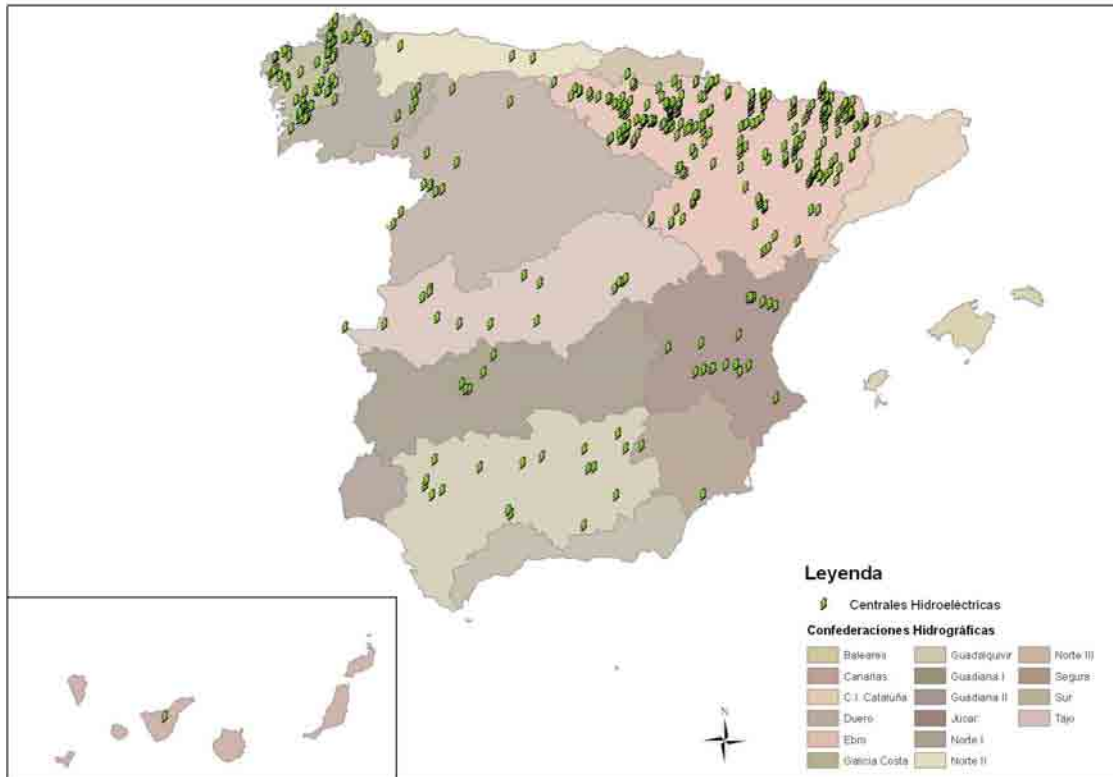 Leyenda
Centrales Hidroeléctricas
Confederaciones Hidrográficas
Baleares
Canarias
C.I. Cataluña
Duero
Ebro
Galicia Costa
Guadalquivir
Guadiana I
Guadiana II
Júcar
Norte I
Norte II
Norte III
Segura
Sur
Tajo
N